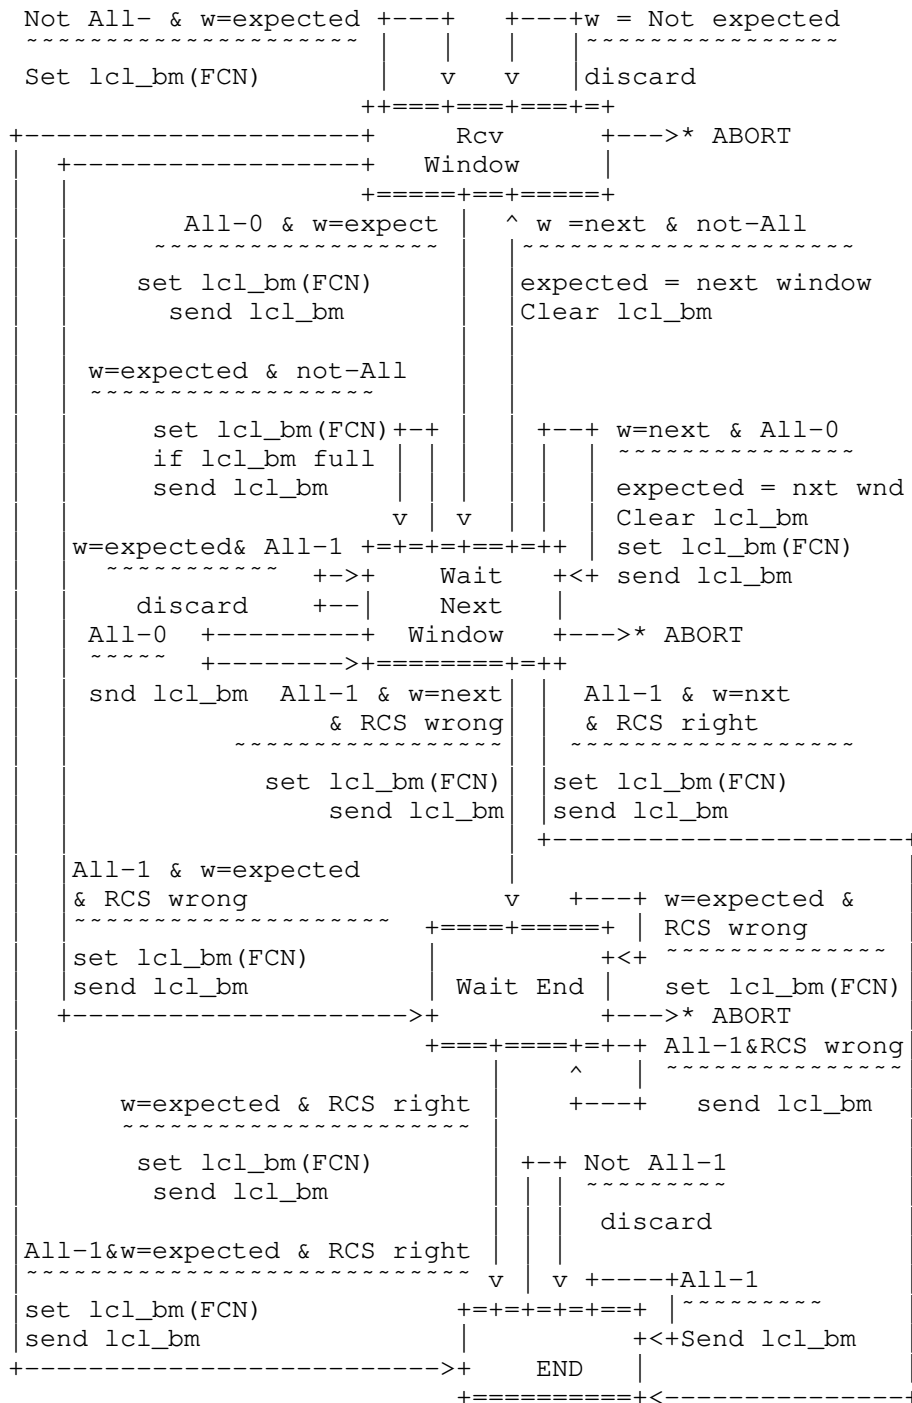 Not All- & w=expected +---+   +---+w = Not expected
~~~~~~~~~~~~~~~~~~~~~ |   |   |   |~~~~~~~~~~~~~~~~
Set lcl_bm(FCN)       |   v   v   |discard
                     ++===+===+===+=+
+---------------------+     Rcv      +--->* ABORT
|  +------------------+   Window     |
|  |                  +=====+==+=====+
|  |       All-0 & w=expect |  ^ w =next & not-All
|  |     ~~~~~~~~~~~~~~~~~~ |  |~~~~~~~~~~~~~~~~~~~~~
|  |    set lcl_bm(FCN)     |  |expected = next window
|  |      send lcl_bm       |  |Clear lcl_bm
|  |                        |  |
|  | w=expected & not-All   |  |
|  | ~~~~~~~~~~~~~~~~~~     |  |
|  |     set lcl_bm(FCN)+-+ |  | +--+ w=next & All-0
|  |     if lcl_bm full | | |  | |  | ~~~~~~~~~~~~~~~
|  |     send lcl_bm    | | |  | |  | expected = nxt wnd
|  |                    v | v  | |  | Clear lcl_bm
|  |w=expected& All-1 +=+=+=+==+=++ | set lcl_bm(FCN)
|  |  ~~~~~~~~~~~  +->+    Wait    +<+ send lcl_bm
|  |    discard    +--|    Next    |
|  | All-0  +---------+  Window    +--->* ABORT
|  | ~~~~~  +-------->+========+=++
|  | snd lcl_bm  All-1 & w=next| |  All-1 & w=nxt
|  |                & RCS wrong| |  & RCS right
|  |          ~~~~~~~~~~~~~~~~~| | ~~~~~~~~~~~~~~~~~~
|  |            set lcl_bm(FCN)| |set lcl_bm(FCN)
|  |                send lcl_bm| |send lcl_bm
|  |                           | +----------------------+
|  |All-1 & w=expected         |                        |
|  |& RCS wrong                v   +---+ w=expected &   |
|  |~~~~~~~~~~~~~~~~~~~~  +====+=====+ | RCS wrong      |
|  |set lcl_bm(FCN)       |          +<+ ~~~~~~~~~~~~~~ |
|  |send lcl_bm           | Wait End |   set lcl_bm(FCN)|
|  +--------------------->+          +--->* ABORT       |
|                         +===+====+=+-+ All-1&RCS wrong|
|                             |    ^   | ~~~~~~~~~~~~~~~|
|      w=expected & RCS right |    +---+   send lcl_bm  |
|      ~~~~~~~~~~~~~~~~~~~~~~ |                         |
|       set lcl_bm(FCN)       | +-+ Not All-1           |
|        send lcl_bm          | | | ~~~~~~~~~           |
|                             | | |  discard            |
|All-1&w=expected & RCS right | | |                     |
|~~~~~~~~~~~~~~~~~~~~~~~~~~~~ v | v +----+All-1         |
|set lcl_bm(FCN)            +=+=+=+=+==+ |~~~~~~~~~     |
|send lcl_bm                |          +<+Send lcl_bm   |
+-------------------------->+   END    |                |
                            +==========+<---------------+